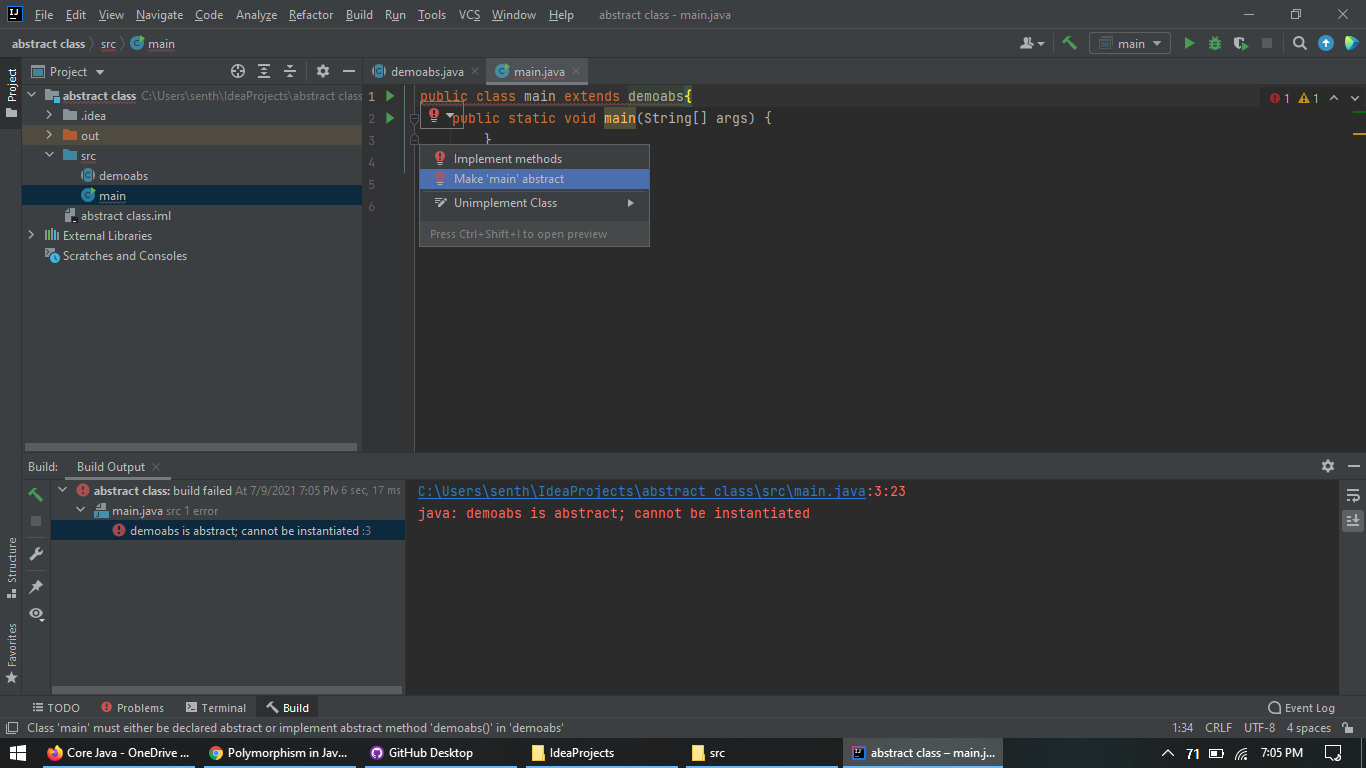 File Edit View Navigate Code Analyze Refactor Build Run Tools VCS Window Help abstract class - main.java
abstract class src main main
Project
Project
demoabs.java main.java
abstract class C:\Users\senth\IdeaProjects\abstract class
.idea
out
src
demoabs
main
abstract class.iml
External Libraries
Scratches and Consoles
1 public class main extends demoabs{
2 public static void main(String[] args) {
3 }
4
5
6
1 1
Implement methods
Make 'main' abstract
Unimplement Class
Press Ctrl+Shift+I to open preview
Build: Build Output
abstract class: build failed At 7/9/2021 7:05 PM 6 sec, 17 ms
main.java src 1 error
demoabs is abstract; cannot be instantiated :3
C:\Users\senth\IdeaProjects\abstract class\src\main.java:3:23
java: demoabs is abstract; cannot be instantiated
Structure
Favorites
TODO Problems Terminal Build Event Log
Class 'main' must either be declared abstract or implement abstract method 'demoabs()' in 'demoabs' 1:34 CRLF UTF-8 4 spaces
Core Java - OneDrive ... Polymorphism in Jav... GitHub Desktop IdeaProjects src abstract class – main.j... 71 7:05 PM